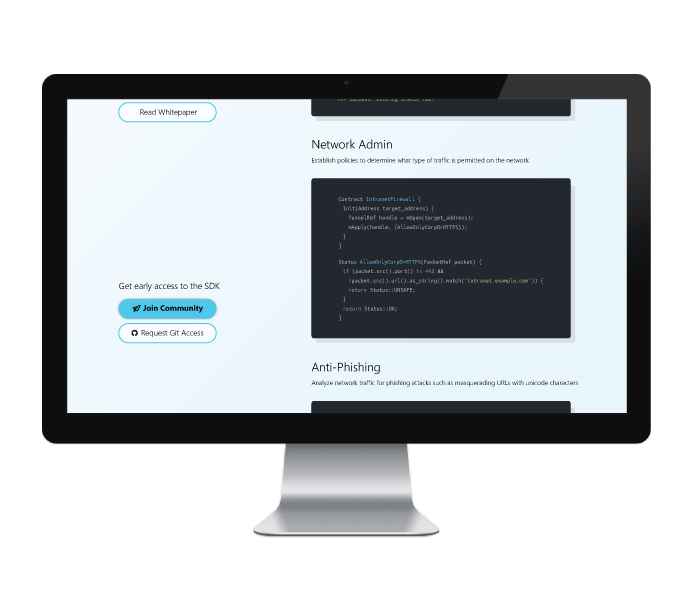 Read Whitepaper
Network Admin
Establish policies to determine what type of traffic is permitted on the network
Contract IntranetFirewall {
Init(Address target_address) {
funnelRef handle = mOpen(target_address);
mApply(handle, {AllowOnlyCorpOrHTTPS});
}
}
Status AllowOnlyCorpOrHTTPS(PacketRef packet) {
if (packet.src().port() != 443 &&
!packet.src().url().as_string().match("intranet.example.com")) {
return Status::UNSAFE;
}
return Status::OK;
}
Get early access to the SDK
Join Community
Request Git Access
Anti-Phishing
Analyze network traffic for phishing attacks such as masquerading URLs with unicode characters